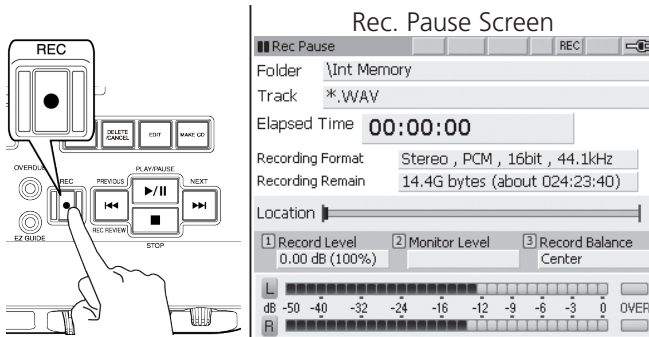 REC
DELETE
/CANCEL
EDIT
MAKE CD
OVERDUB
REC
PREVIOUS
PLAY/PAUSE
NEXT
REC REVIEW
STOP
EZ GUIDE
Rec. Pause Screen
Rec Pause
REC
Folder \Int Memory
Track *.WAV
Elapsed Time 00:00:00
Recording Format Stereo , PCM , 16bit , 44.1kHz
Recording Remain 14.4G bytes (about 024:23:40)
Location
1 Record Level 2 Monitor Level 3 Record Balance
0.00 dB (100%) Center
L
dB -50 -40 -32 -24 -16 -12 -9 -6 -3 0 OVER
R